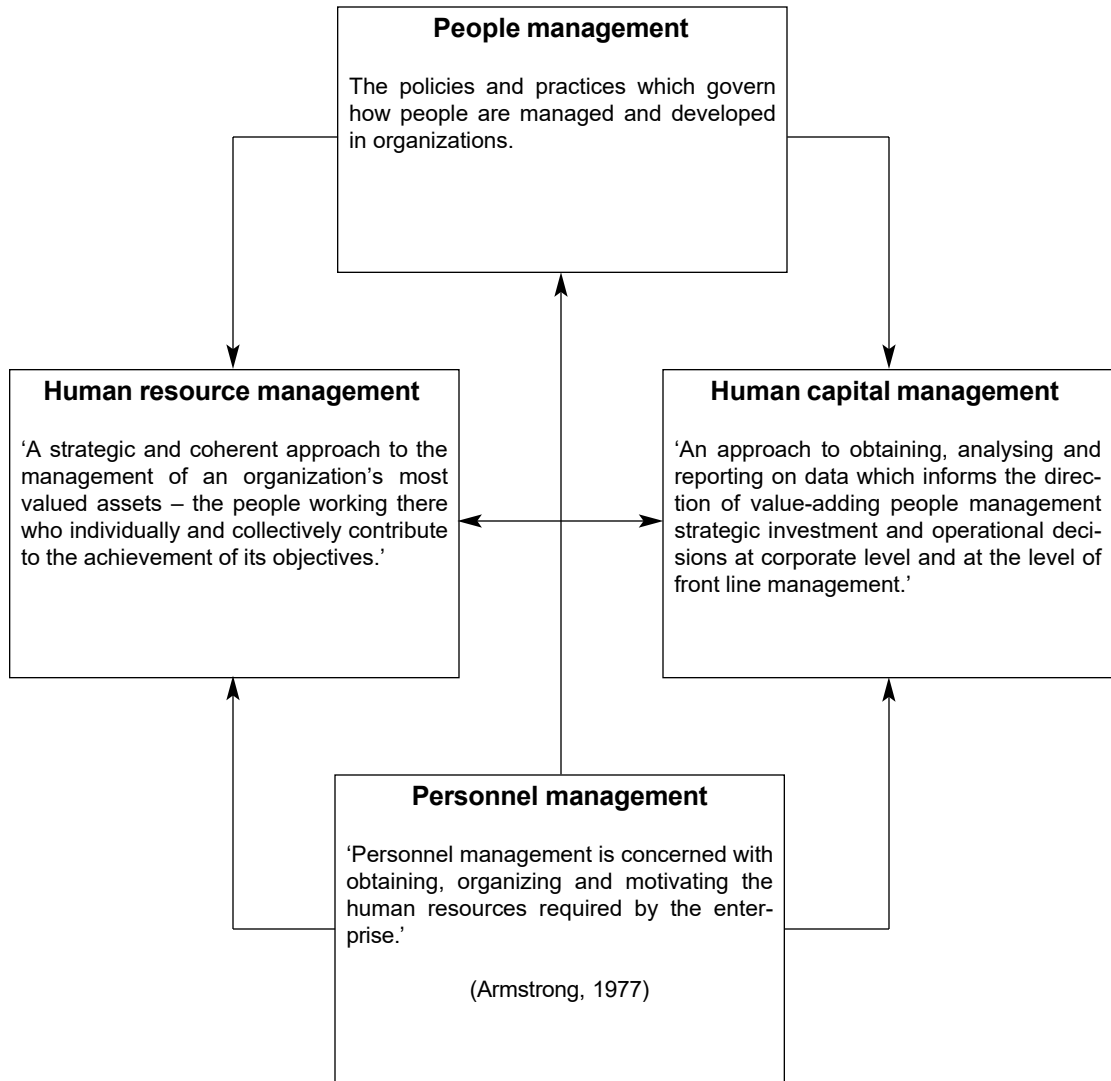 People management
The policies and practices which govern
how people are managed and developed
in organizations.
Human resource management
‘A strategic and coherent approach to the
management of an organization’s most
valued assets – the people working there
who individually and collectively contribute
to the achievement of its objectives.’
Human capital management
‘An approach to obtaining, analysing and
reporting on data which informs the direc-
tion of value-adding people management
strategic investment and operational deci-
sions at corporate level and at the level of
front line management.’
Personnel management
‘Personnel management is concerned with
obtaining, organizing and motivating the
human resources required by the enter-
prise.’
(Armstrong, 1977)